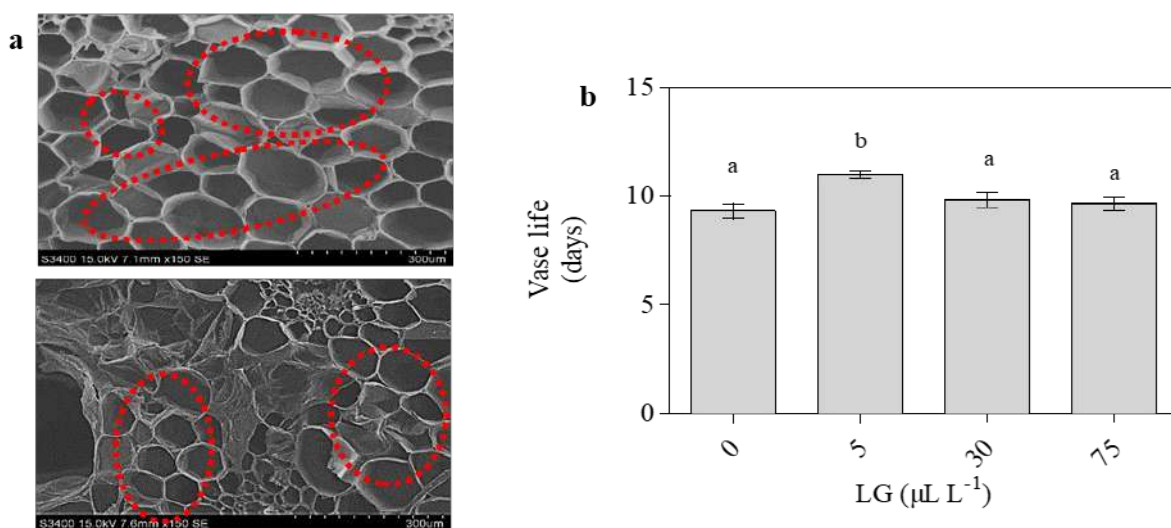 a
S3400 15.0kV 7.1mm x150 SE 300um
S3400 15.0kV 7.6mm x150 SE 300um
b
15
10
5
0
Vase life
(days)
a
b
a
a
0
5
30
75
LG (μL L⁻¹)